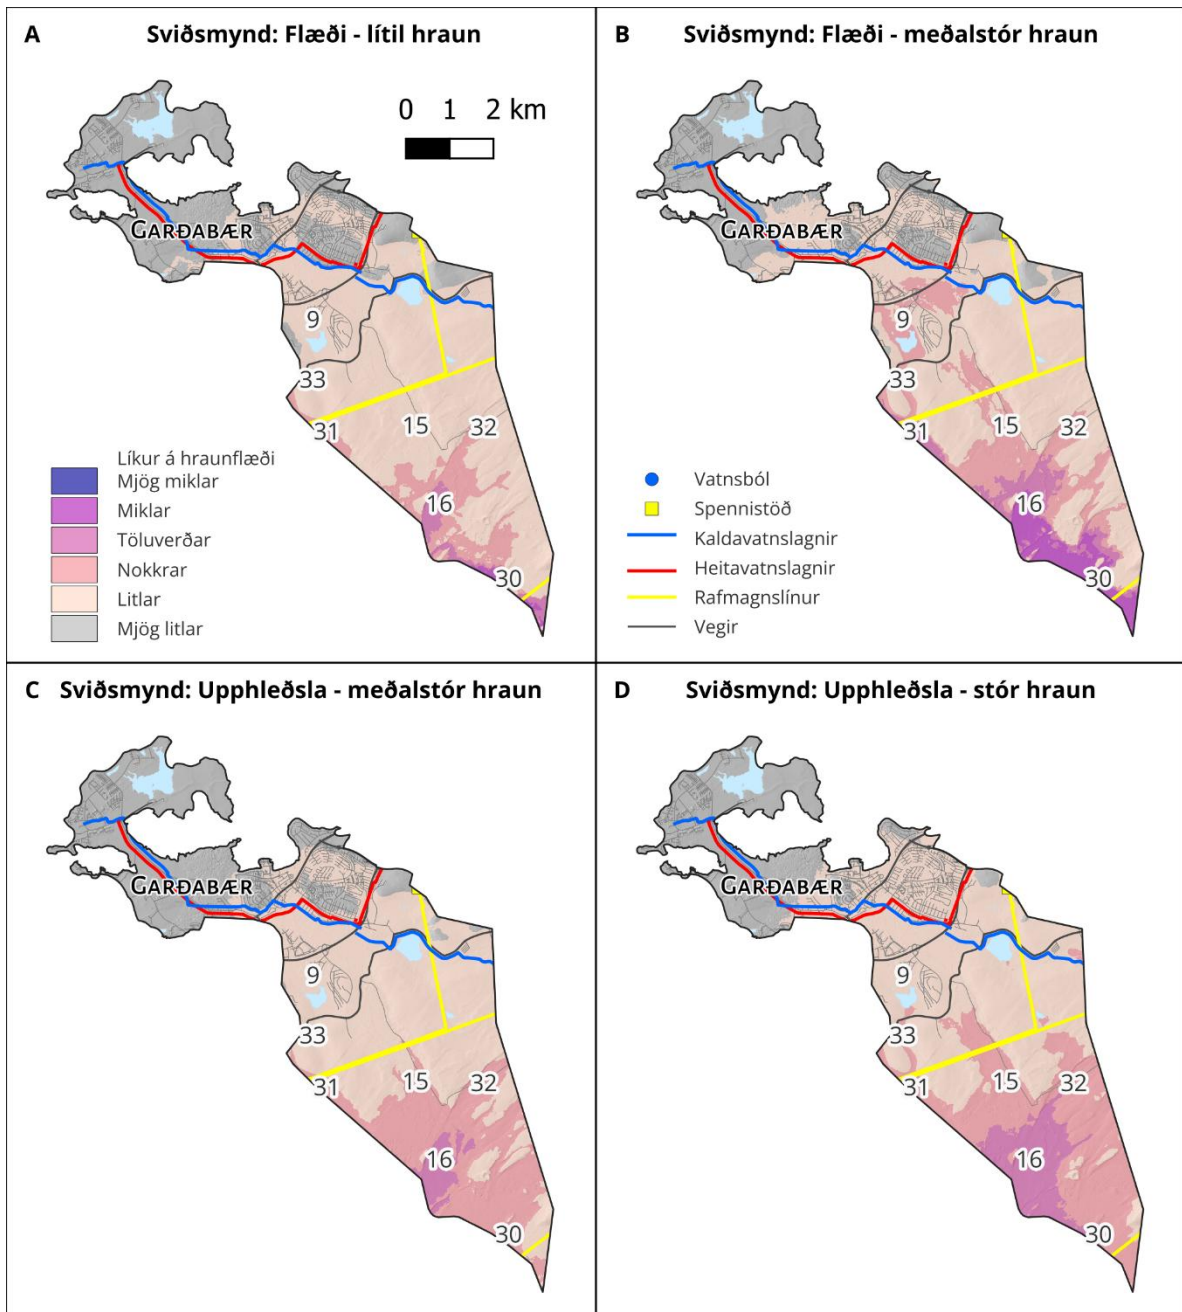 A Sviðsmynd: Flæði - lítil hraun
0 1 2 km
GARÐABÆR
9
33
31
15
32
16
30
Líkur á hraunflæði
Mjög miklar
Miklar
Töluverðar
Nokkrar
Litlar
Mjög litlar
B Sviðsmynd: Flæði - meðalstór hraun
GARÐABÆR
9
33
31
15
32
16
30
Vatnsból
Spennistöð
Kaldavatnslagnir
Heitavatnslagnir
Rafmagnslínur
Vegir
C Sviðsmynd: Upphleðsla - meðalstór hraun
GARÐABÆR
9
33
31
15
32
16
30
D Sviðsmynd: Upphleðsla - stór hraun
GARÐABÆR
9
33
31
15
32
16
30